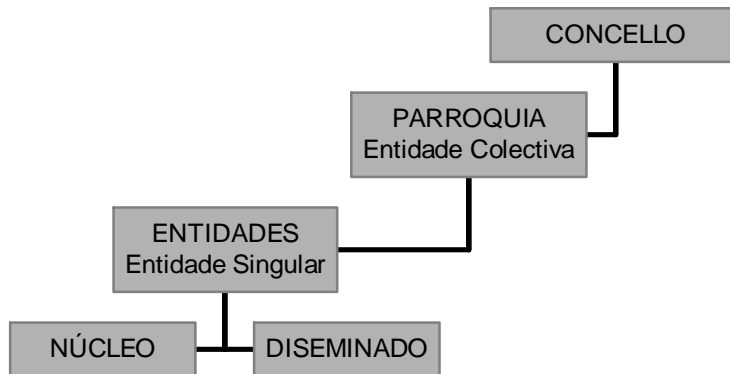 CONCELLO
PARROQUIA
Entidade Colectiva
ENTIDADES
Entidade Singular
NÚCLEO
DISEMINADO